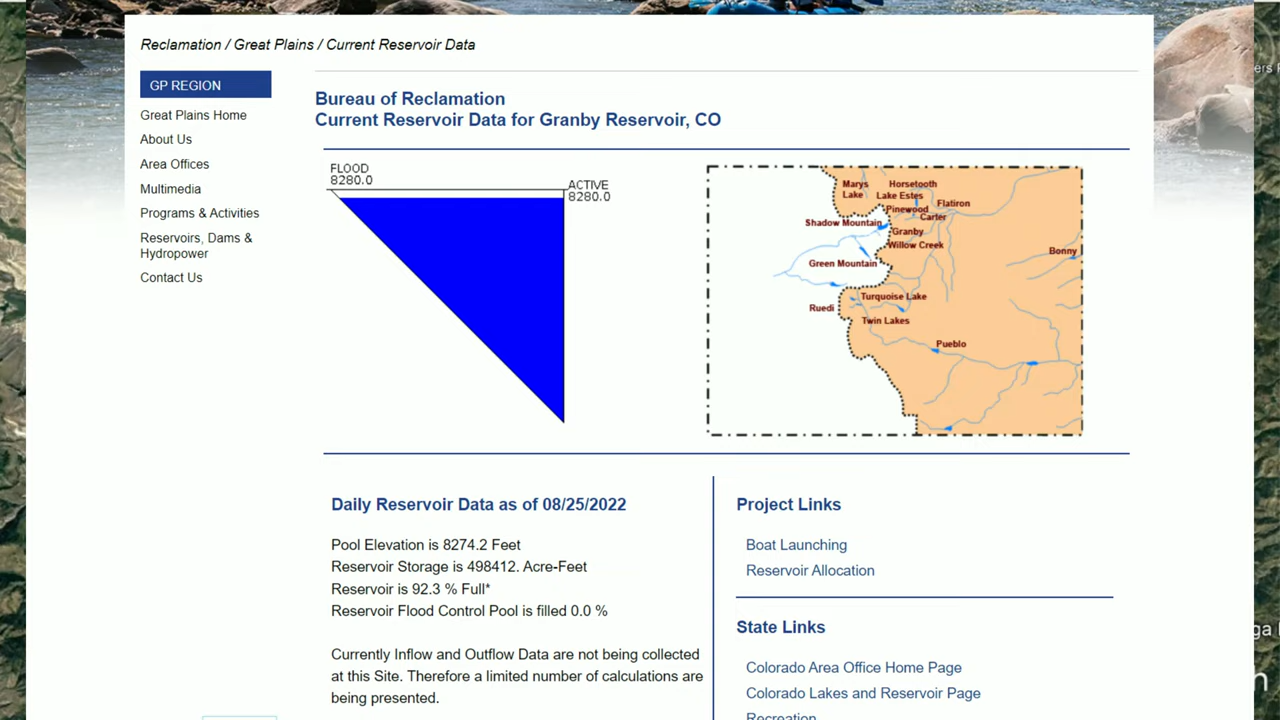 Reclamation / Great Plains / Current Reservoir Data
GP REGION
Great Plains Home
About Us
Area Offices
Multimedia
Programs & Activities
Reservoirs, Dams &
Hydropower
Contact Us
Bureau of Reclamation
Current Reservoir Data for Granby Reservoir, CO
FLOOD
8280.0
ACTIVE
8280.0
Marys
Lake
Horsetooth
Lake Estes
Flatiron
Pinewood
Carter
Shadow Mountain
Granby
Willow Creek
Bonny
Green Mountain
Turquoise Lake
Ruedi
Twin Lakes
Pueblo
Daily Reservoir Data as of 08/25/2022
Pool Elevation is 8274.2 Feet
Reservoir Storage is 498412. Acre-Feet
Reservoir is 92.3 % Full*
Reservoir Flood Control Pool is filled 0.0 %
Currently Inflow and Outflow Data are not being collected
at this Site. Therefore a limited number of calculations are
being presented.
Project Links
Boat Launching
Reservoir Allocation
State Links
Colorado Area Office Home Page
Colorado Lakes and Reservoir Page
Recreation